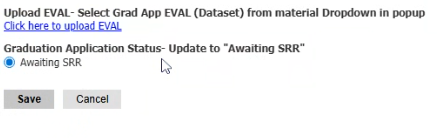 Upload EVAL- Select Grad App EVAL (Dataset) from material Dropdown in popup
Click here to upload EVAL
Graduation Application Status- Update to "Awaiting SRR"
Awaiting SRR
Save Cancel